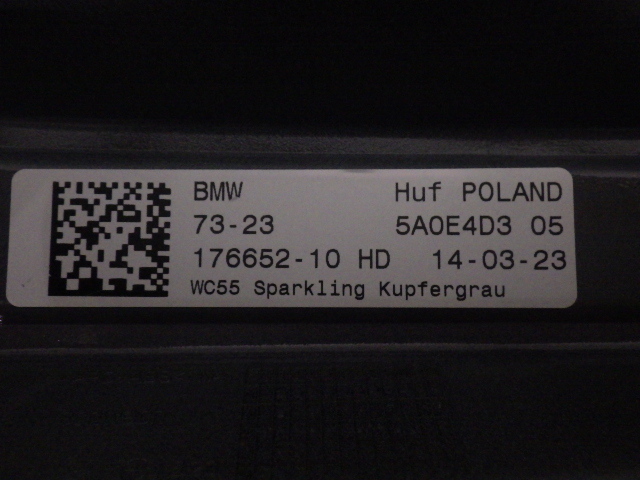 BMW Huf POLAND
73-23 5A0E4D3 05
176652-10 HD 14-03-23
WC55 Sparkling Kupfergrau